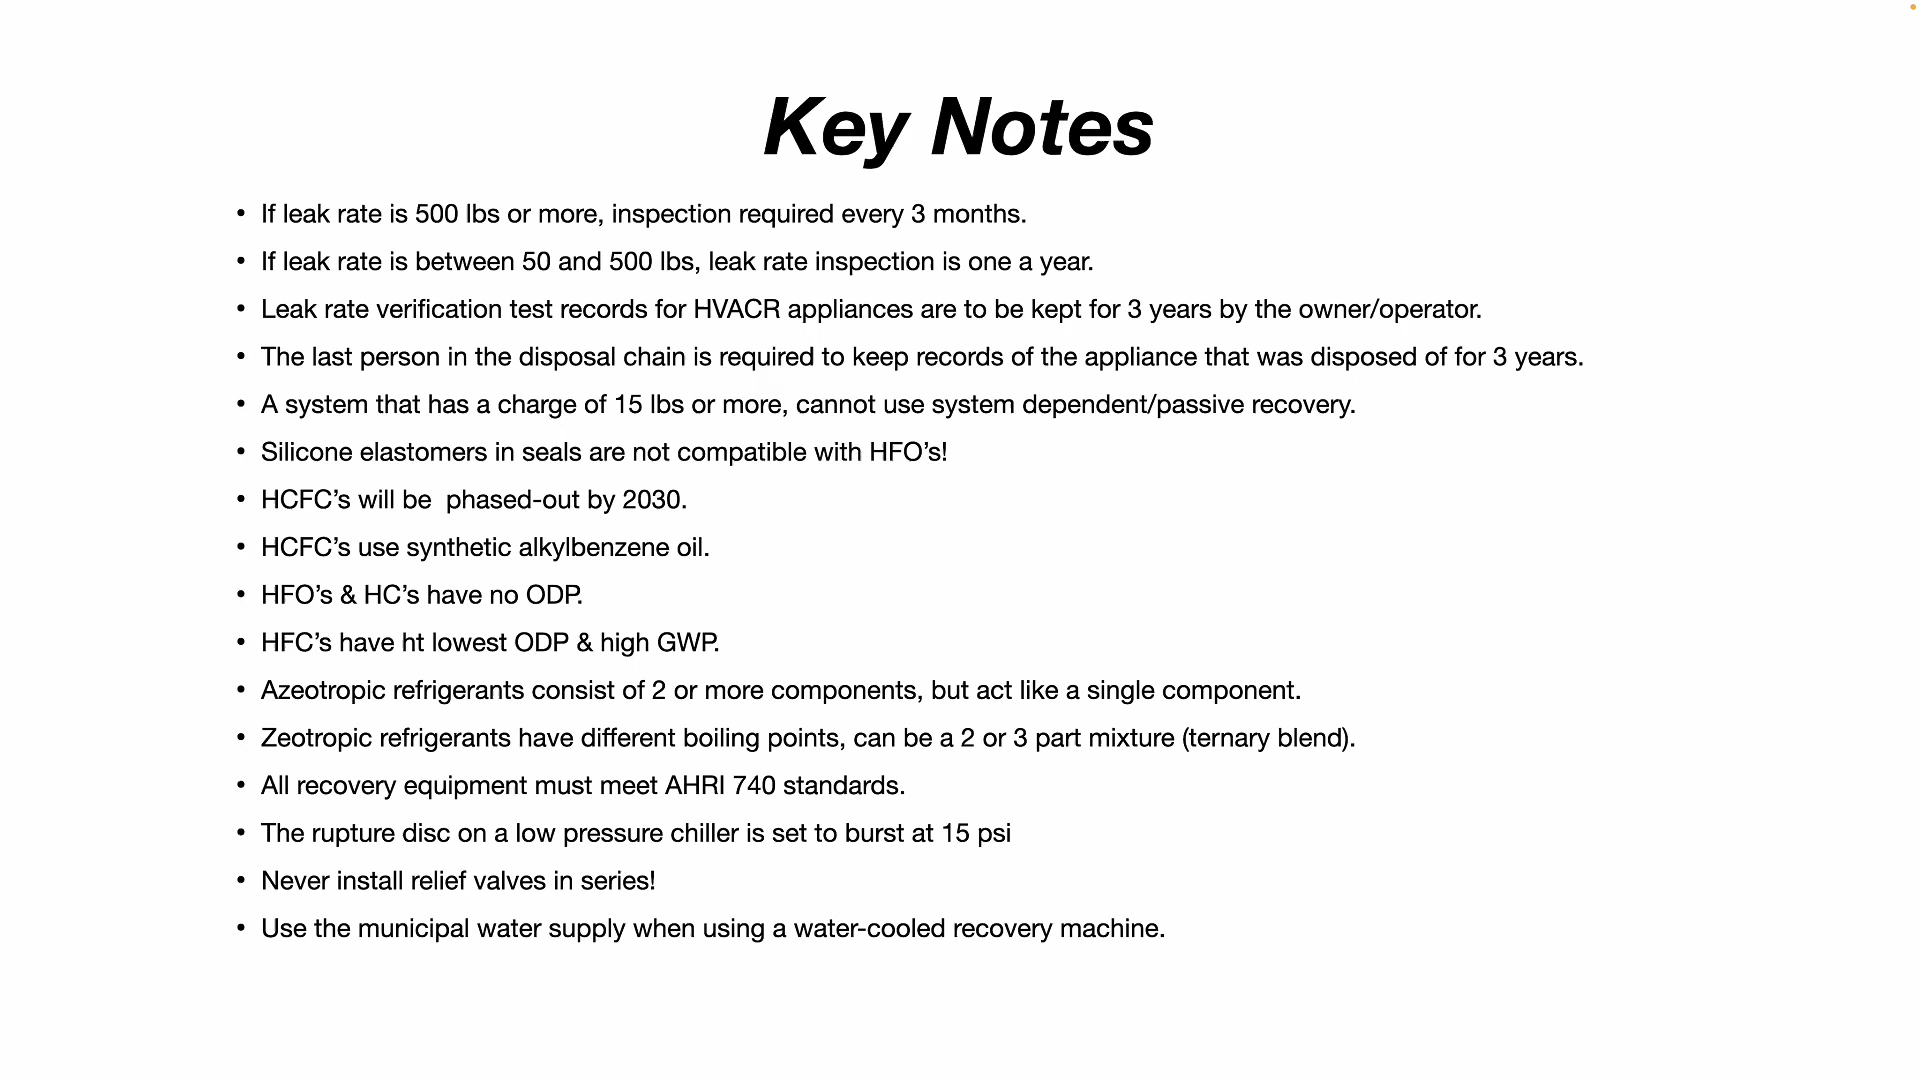 Key Notes
• If leak rate is 500 lbs or more, inspection required every 3 months.
• If leak rate is between 50 and 500 lbs, leak rate inspection is one a year.
• Leak rate verification test records for HVACR appliances are to be kept for 3 years by the owner/operator.
• The last person in the disposal chain is required to keep records of the appliance that was disposed of for 3 years.
• A system that has a charge of 15 lbs or more, cannot use system dependent/passive recovery.
• Silicone elastomers in seals are not compatible with HFO’s!
• HCFC’s will be  phased-out by 2030.
• HCFC’s use synthetic alkylbenzene oil.
• HFO’s & HC’s have no ODP.
• HFC’s have ht lowest ODP & high GWP.
• Azeotropic refrigerants consist of 2 or more components, but act like a single component.
• Zeotropic refrigerants have different boiling points, can be a 2 or 3 part mixture (ternary blend).
• All recovery equipment must meet AHRI 740 standards.
• The rupture disc on a low pressure chiller is set to burst at 15 psi
• Never install relief valves in series!
• Use the municipal water supply when using a water-cooled recovery machine.